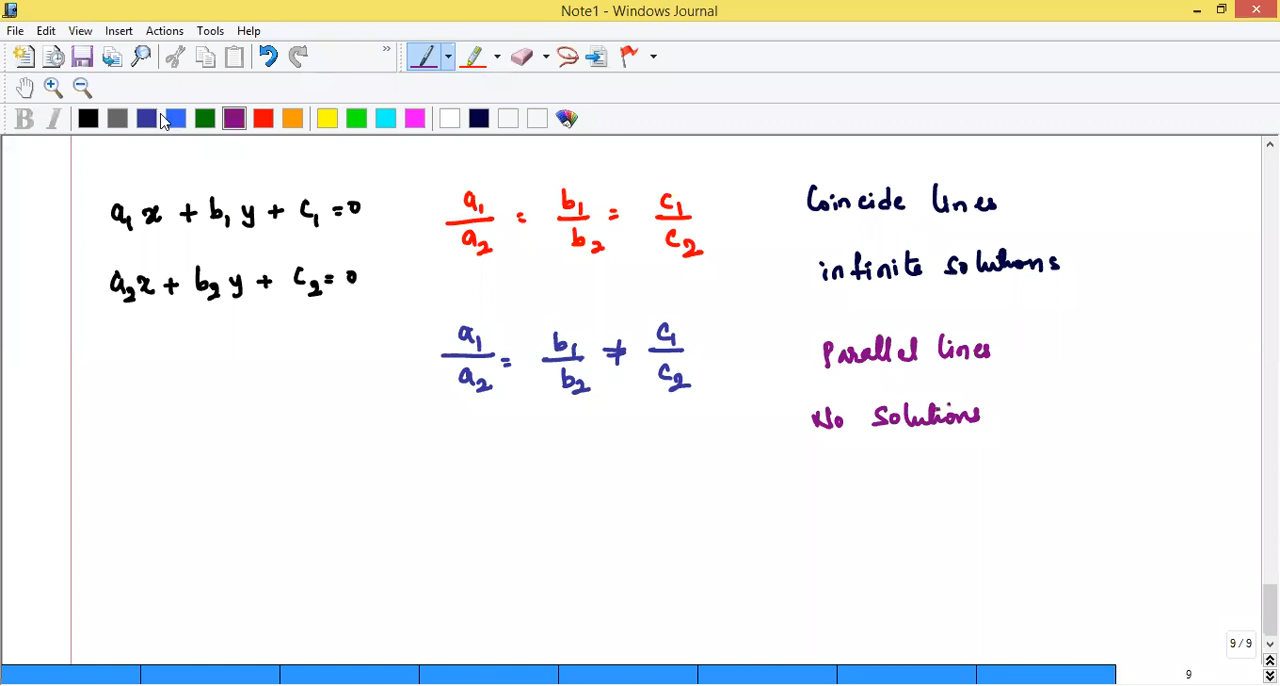 Note1 - Windows Journal
File Edit View Insert Actions Tools Help
B I
a₁x + b₁y + c₁ = 0
a₂x + b₂y + c₂ = 0
a₁/a₂ = b₁/b₂ = c₁/c₂
Coincide lines
infinite solutions
a₁/a₂ = b₁/b₂ ≠ c₁/c₂
Parallel lines
No solutions
9 / 9
9